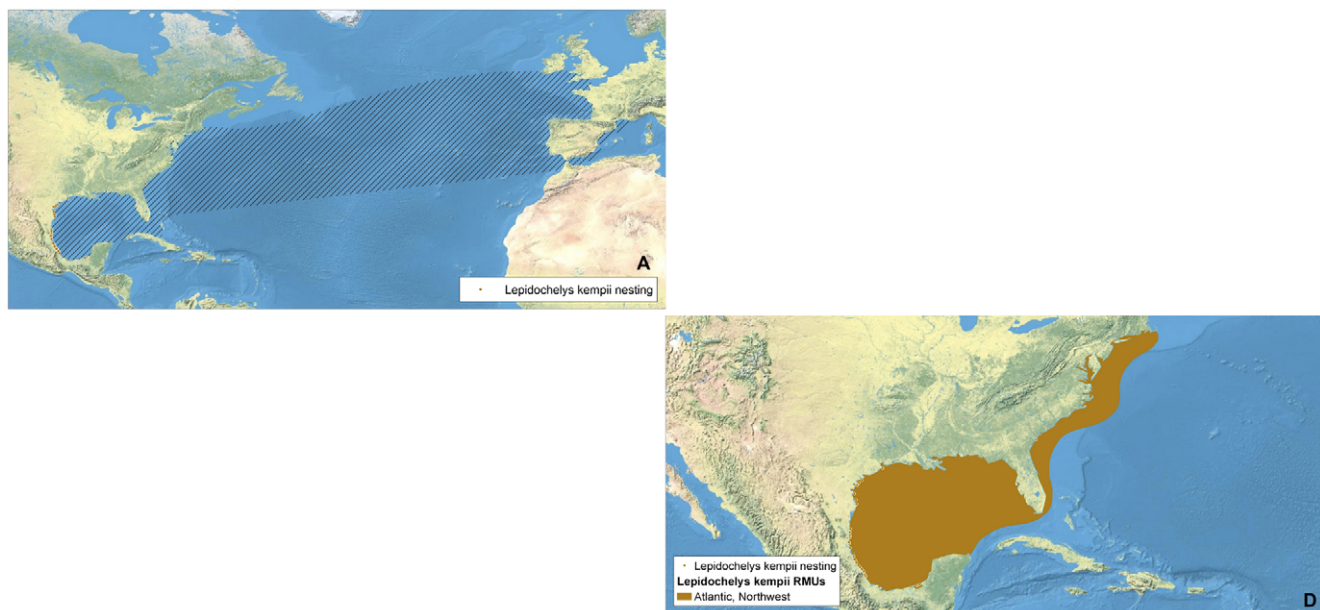 A
Lepidochelys kempii nesting
Lepidochelys kempii nesting
Lepidochelys kempii RMUs
Atlantic, Northwest
D